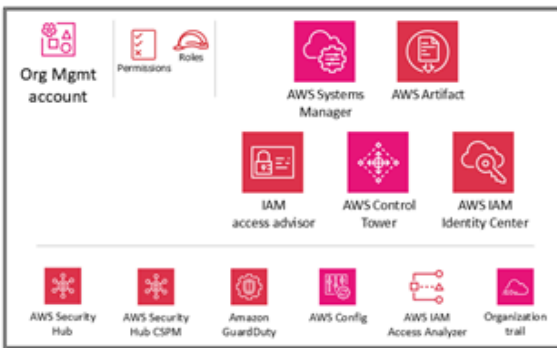 Org Mgmt
account
Permissions
Roles
AWS Systems
Manager
AWS Artifact
IAM
access advisor
AWS Control
Tower
AWS IAM
Identity Center
AWS Security
Hub
AWS Security
Hub CSPM
Amazon
GuardDuty
AWS Config
AWS IAM
Access Analyzer
Organization
trail